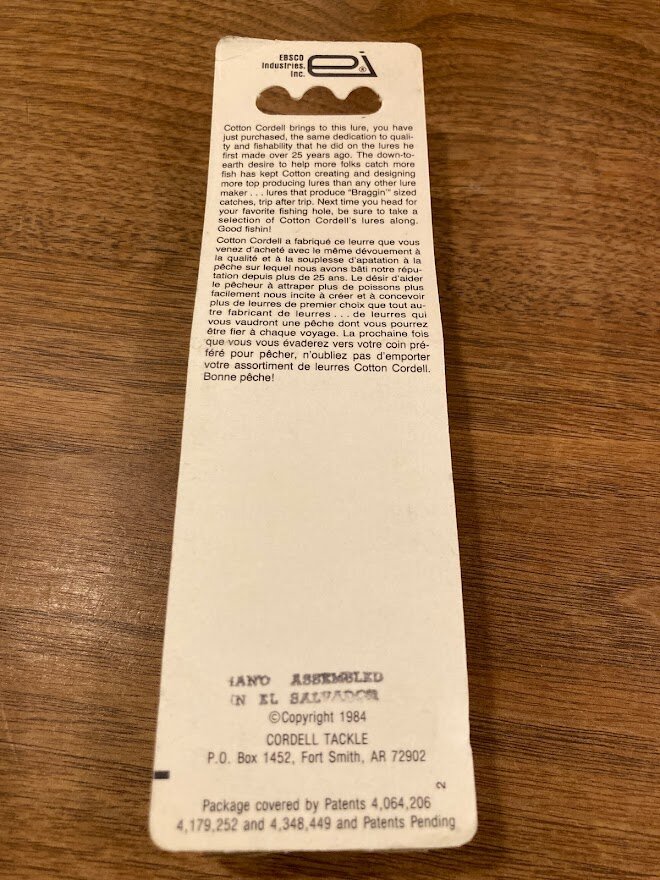 EBSCO
Industries,
Inc.
ei®
Cotton Cordell brings to this lure, you have
just purchased, the same dedication to quali-
ty and fishability that he did on the lures he
first made over 25 years ago. The down-to-
earth desire to help more folks catch more
fish has kept Cotton creating and designing
more top producing lures than any other lure
maker . . . lures that produce "Braggin'" sized
catches, trip after trip. Next time you head for
your favorite fishing hole, be sure to take a
selection of Cotton Cordell's lures along.
Good fishin!
Cotton Cordell a fabriqué ce leurre que vous
venez d'acheté avec le même dévouement à
la qualité et à la souplesse d'apatation à la
pêche sur lequel nous avons bâti notre répu-
tation depuis plus de 25 ans. Le désir d'aider
le pêcheur à attraper plus de poissons plus
facilement nous incite à créer et à concevoir
plus de leurres de premier choix que tout au-
tre fabricant de leurres . . . de leurres qui
vous vaudront une pêche dont vous pourrez
être fier à chaque voyage. La prochaine fois
que vous vous évaderez vers votre coin pré-
féré pour pêcher, n'oubliez pas d'emporter
votre assortiment de leurres Cotton Cordell.
Bonne pêche!
HAND ASSEMBLED
IN EL SALVADOR
©Copyright 1984
CORDELL TACKLE
P.O. Box 1452, Fort Smith, AR 72902
2
Package covered by Patents 4,064,206
4,179,252 and 4,348,449 and Patents Pending